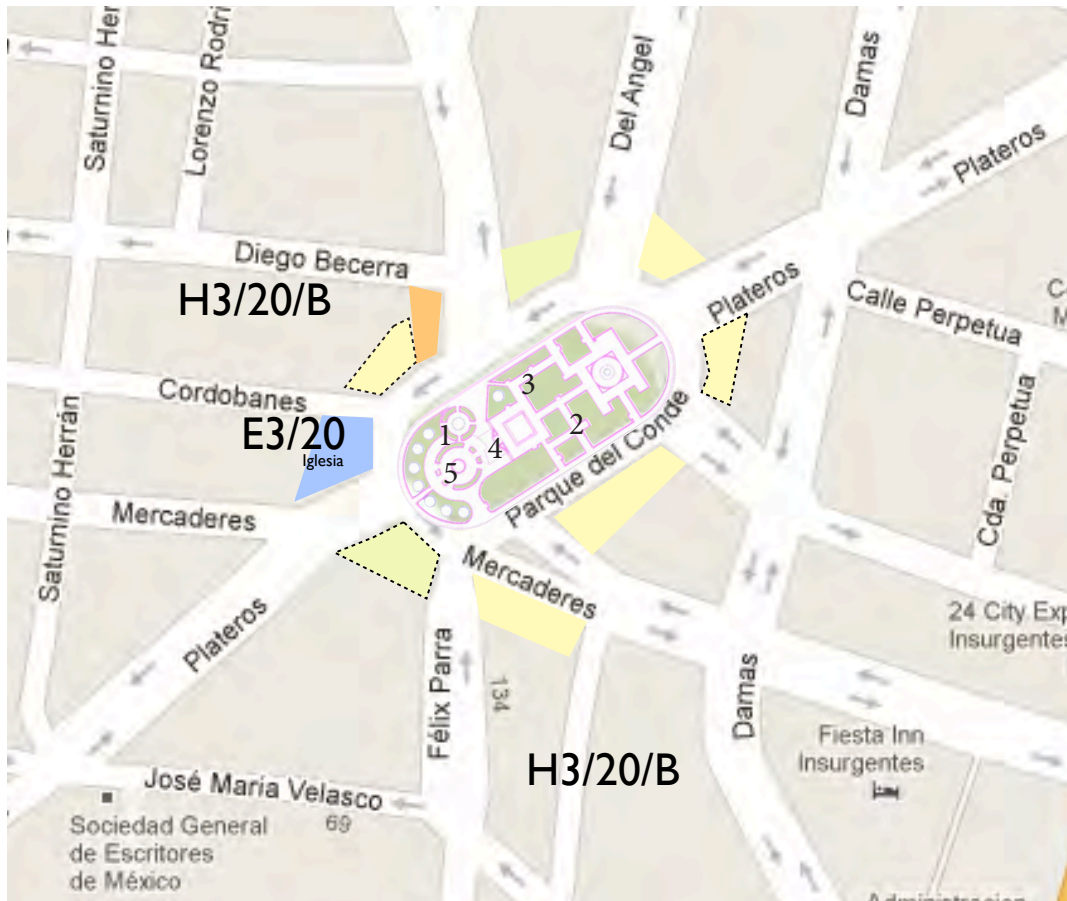 Saturnino Her
Lorenzo Rodri
Del Angel
Damas
Plateros
Diego Becerra
H3/20/B
Plateros
Calle Perpetua
C
M
Cordobanes
3
1
2
4
5
E3/20
Iglesia
Parque del Conde
Cda. Perpetua
Saturnino Herrán
Mercaderes
Mercaderes
24 City Exp
Insurgentes
Plateros
Félix Parra
134
Damas
H3/20/B
Fiesta Inn
Insurgentes
José María Velasco
69
Sociedad General
de Escritores
de México
Administracion